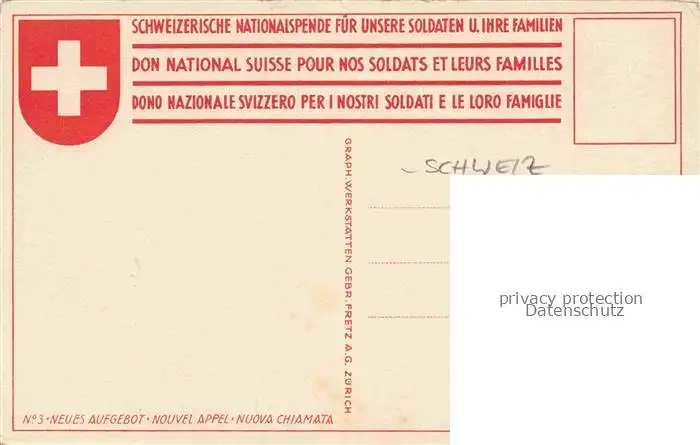 SCHWEIZERISCHE NATIONALSPENDE FÜR UNSERE SOLDATEN U. IHRE FAMILIEN
DON NATIONAL SUISSE POUR NOS SOLDATS ET LEURS FAMILLES
DONO NAZIONALE SVIZZERO PER I NOSTRI SOLDATI E LE LORO FAMIGLIE
GRAPH. WERKSTÄTTEN GEBR. FRETZ A.G. ZÜRICH
SCHWEIZ
privacy protection
Datenschutz
No 3 • NEUES AUFGEBOT • NOUVEL APPEL • NUOVA CHIAMATA